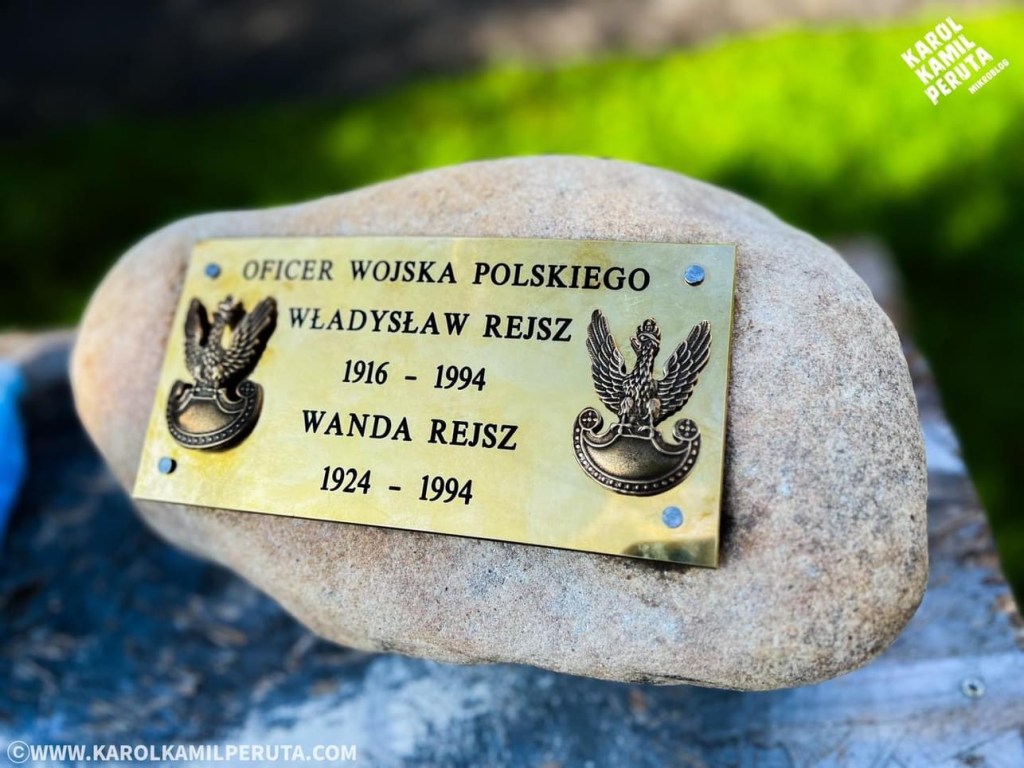 KAROL
KAMIL
PERUTA
MIKROBLOG
OFICER WOJSKA POLSKIEGO
WŁADYSŁAW REJSZ
1916 - 1994
WANDA REJSZ
1924 - 1994
©WWW.KAROLKAMILPERUTA.COM